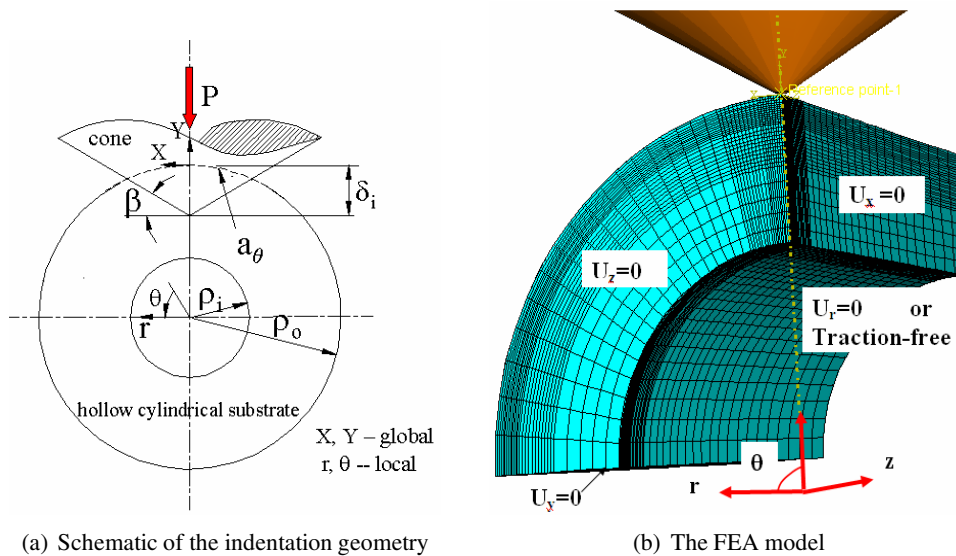 P
Y
cone
X
β
δi
aθ
θ
ρi
r
ρo
hollow cylindrical substrate
X, Y – global
r, θ -- local
(a) Schematic of the indentation geometry
Y
X
Reference point-1
Ux=0
Uz=0
Ur=0 or
Traction-free
θ
z
r
Uy=0
(b) The FEA model